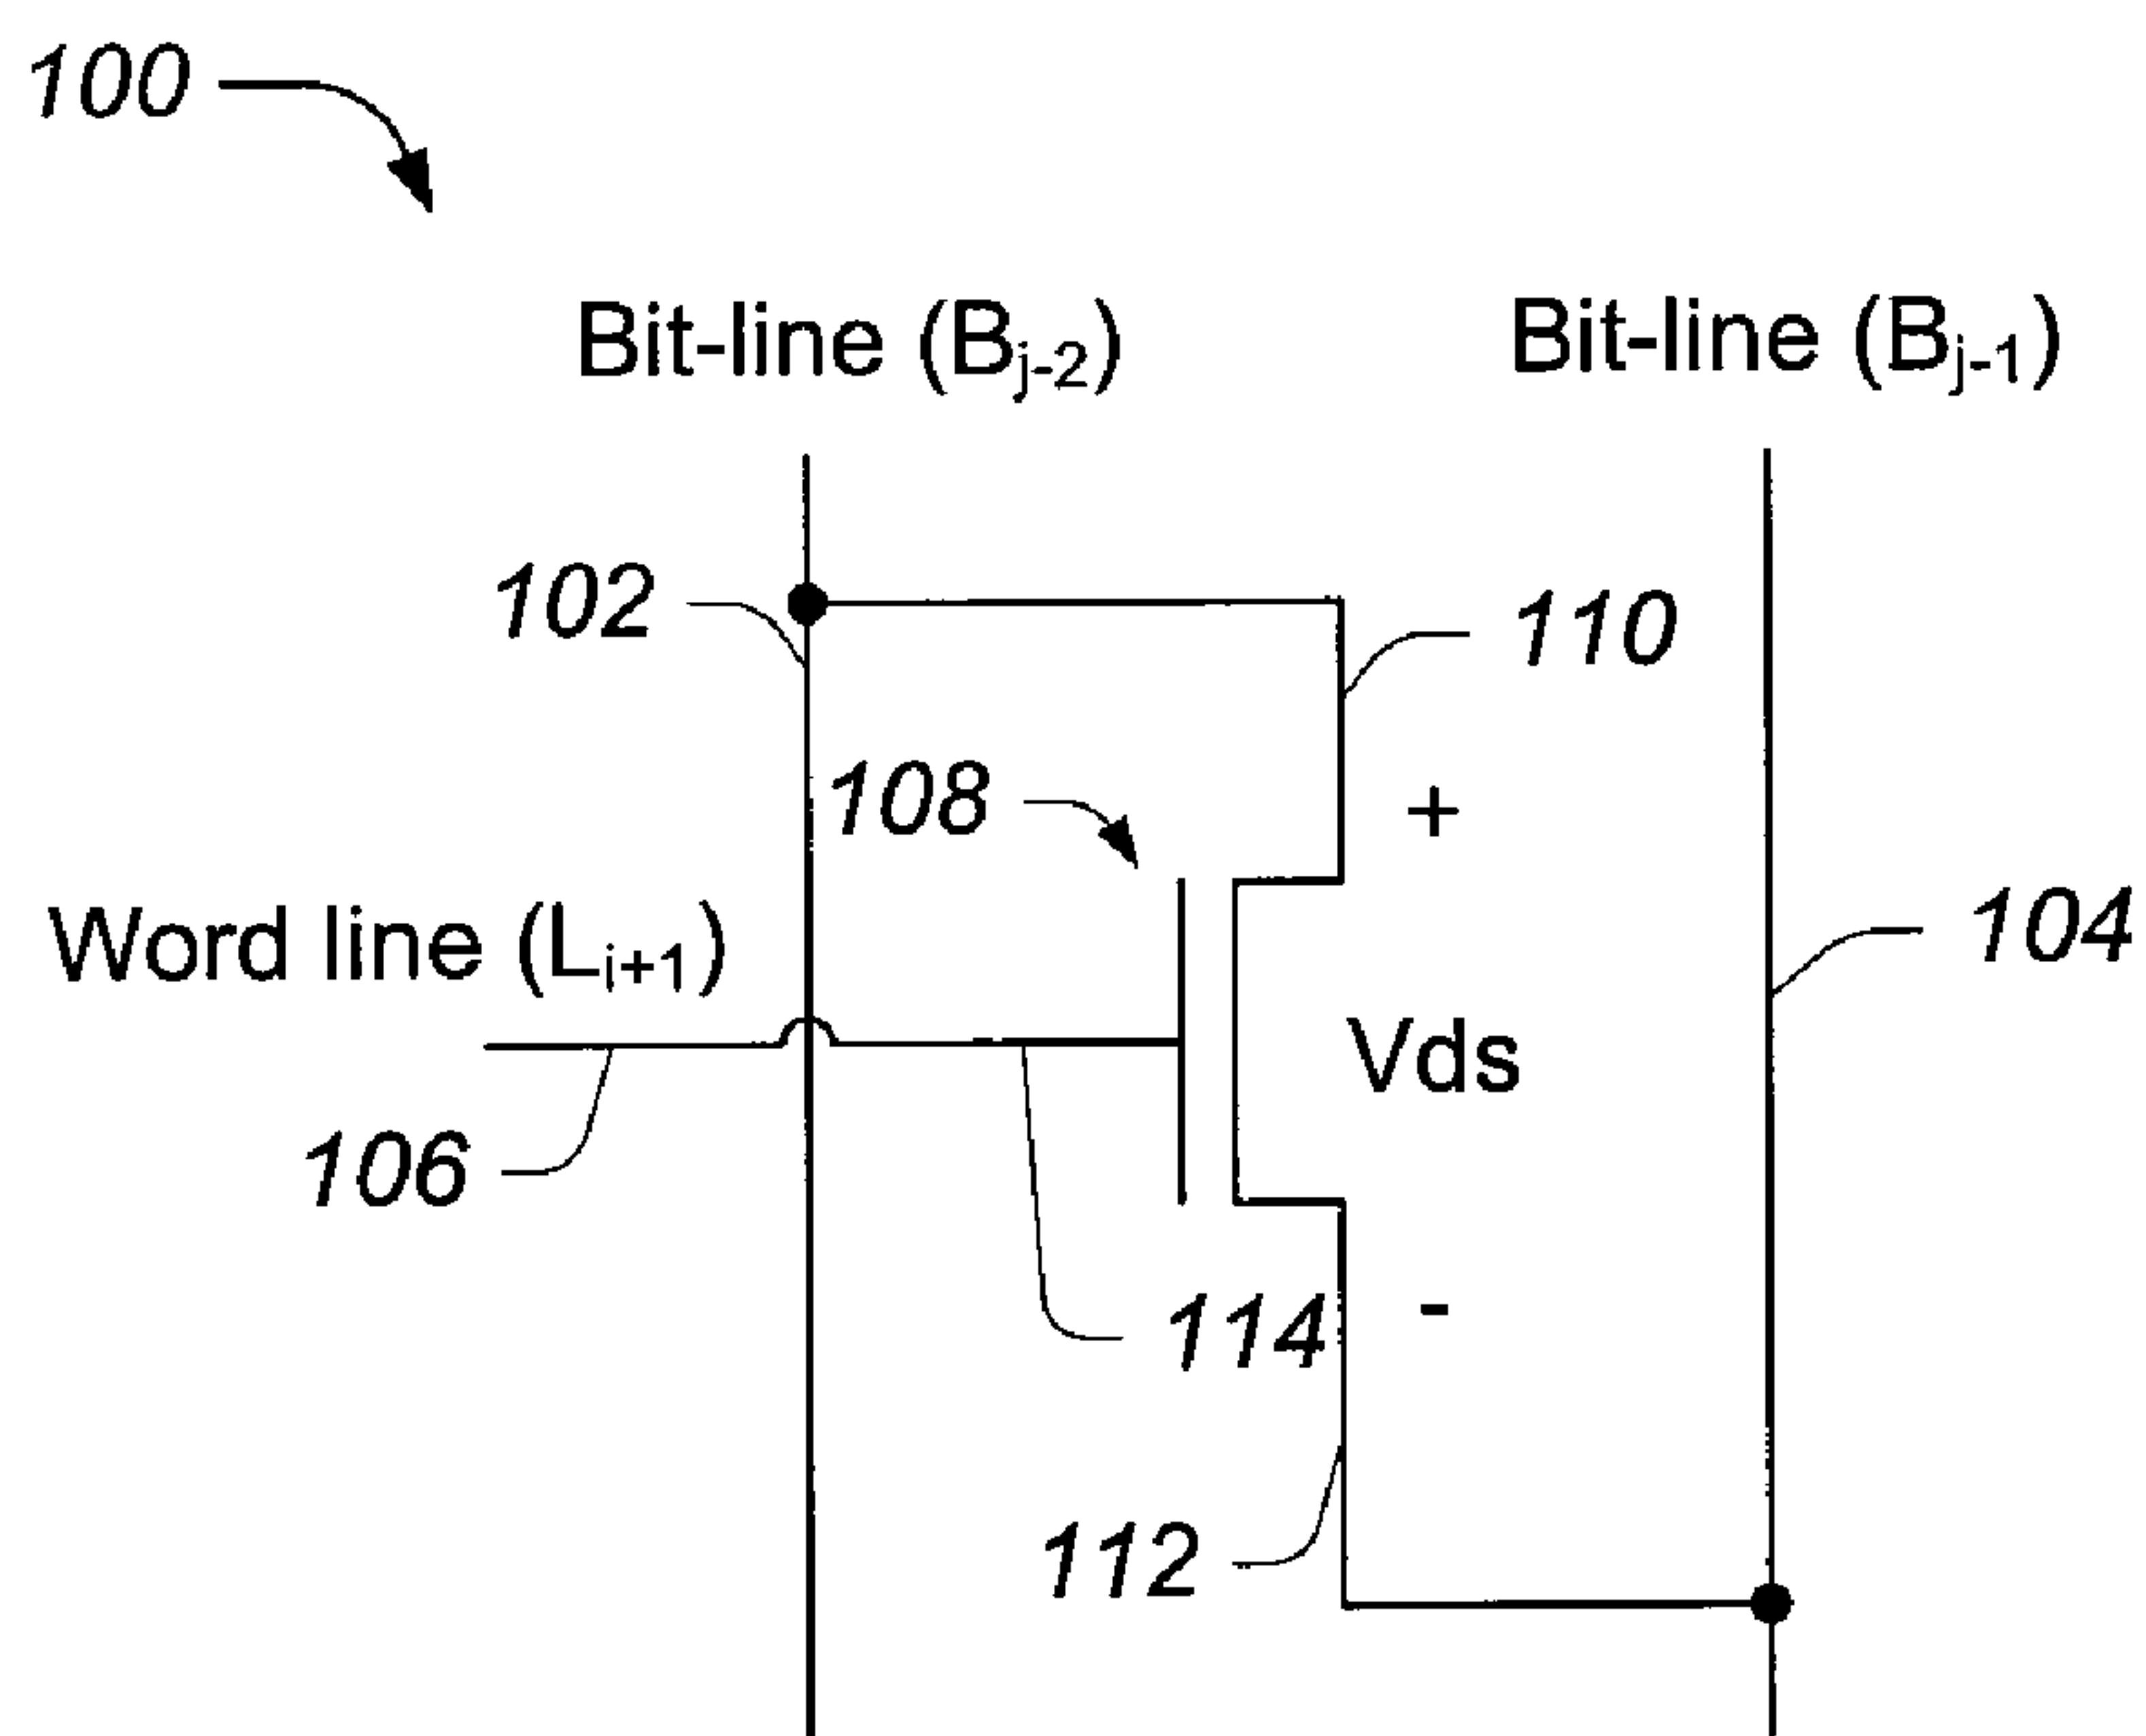 100
Bit-line (Bj-2)
Bit-line (Bj-1)
102
110
108
+
Word line (Li+1)
104
Vds
106
114
-
112